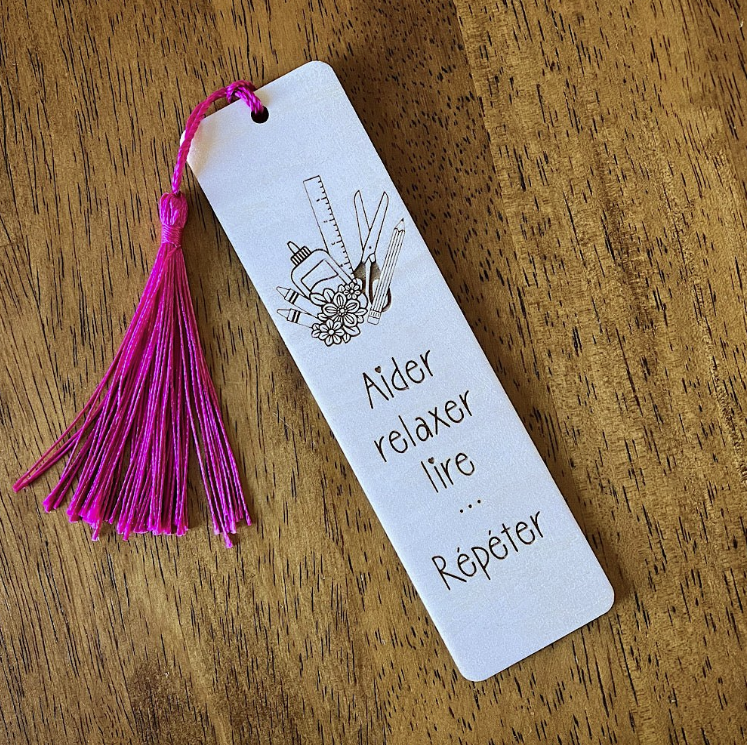 Aider
relaxer
lire
...
Répéter